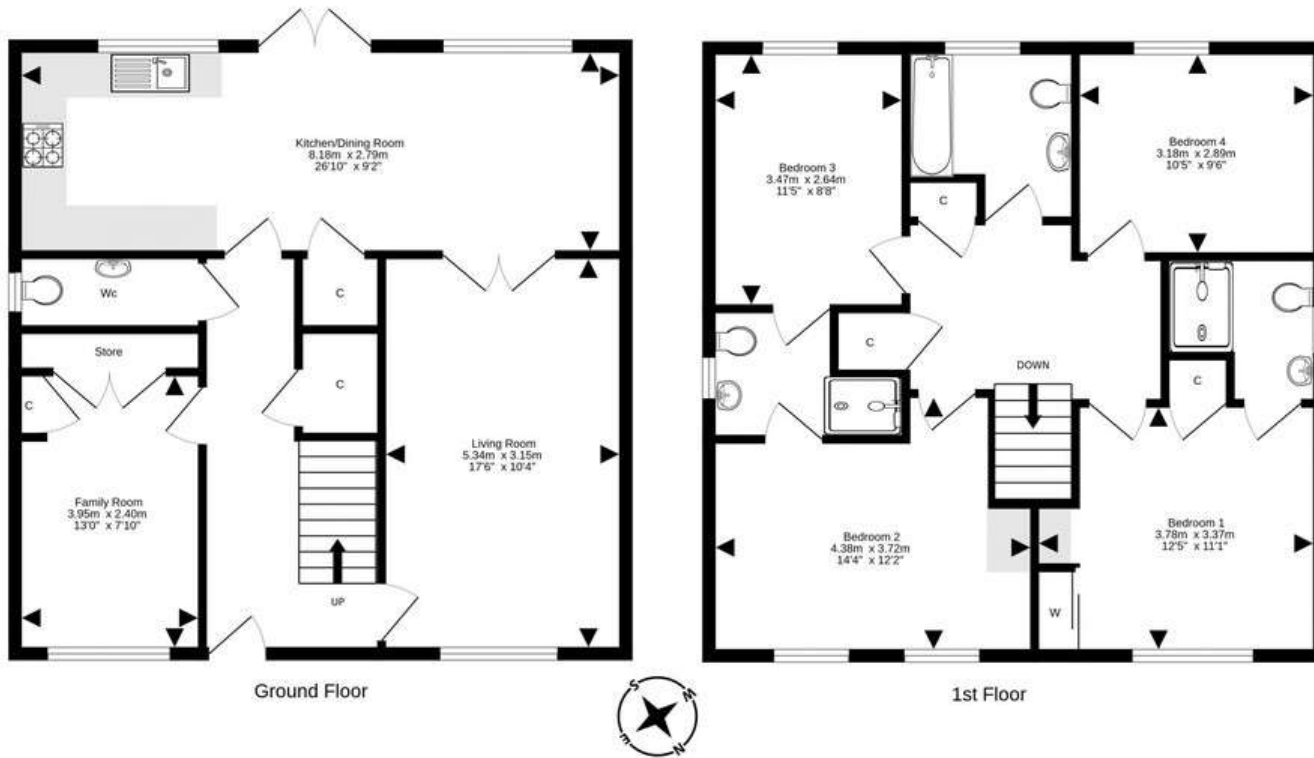 Kitchen/Dining Room
8.18m x 2.79m
26'10" x 9'2"
Wc
C
Store
C
C
Living Room
5.34m x 3.15m
17'6" x 10'4"
Family Room
3.95m x 2.40m
13'0" x 7'10"
UP
Ground Floor
Bedroom 3
3.47m x 2.64m
11'5" x 8'8"
Bedroom 4
3.18m x 2.89m
10'5" x 9'6"
C
C
DOWN
C
Bedroom 2
4.38m x 3.72m
14'4" x 12'2"
Bedroom 1
3.78m x 3.37m
12'5" x 11'1"
W
1st Floor
S
W
E
N